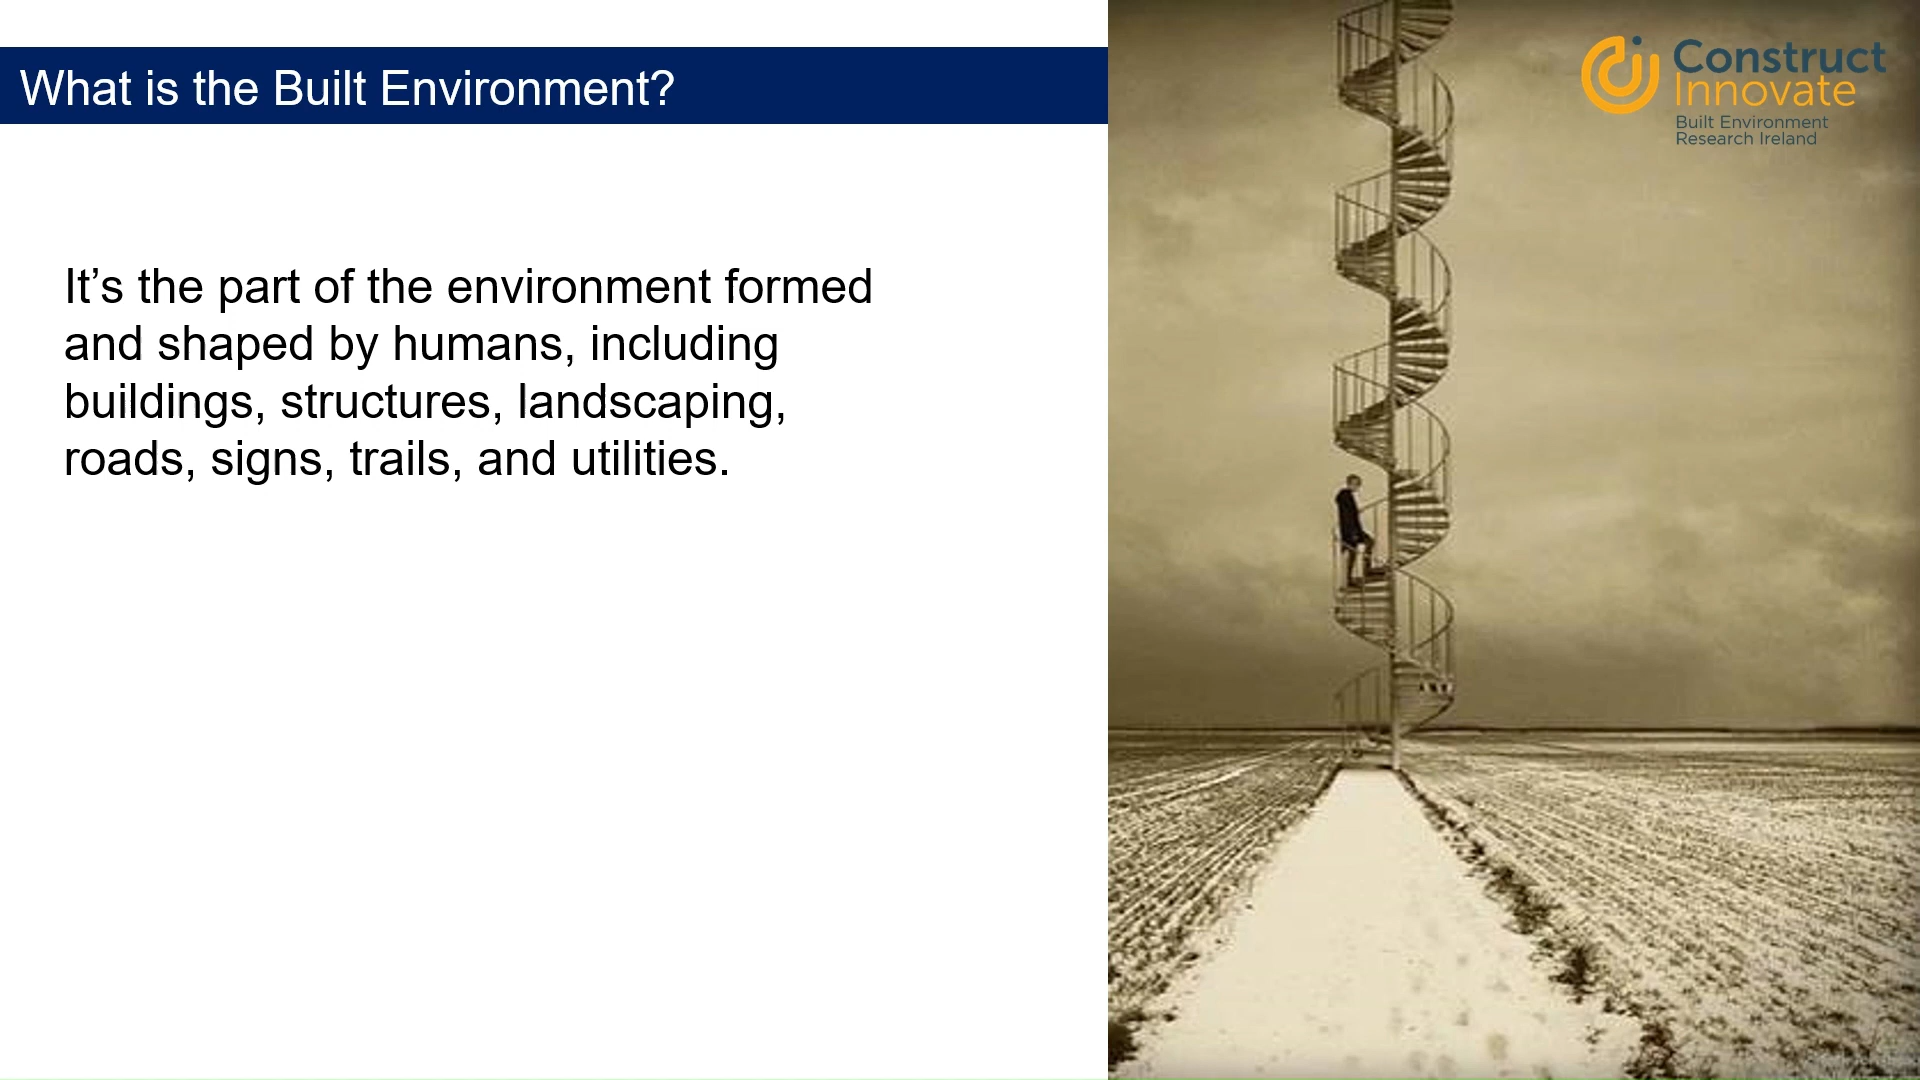 What is the Built Environment?
It’s the part of the environment formed
and shaped by humans, including
buildings, structures, landscaping,
roads, signs, trails, and utilities.
Construct
Innovate
Built Environment
Research Ireland